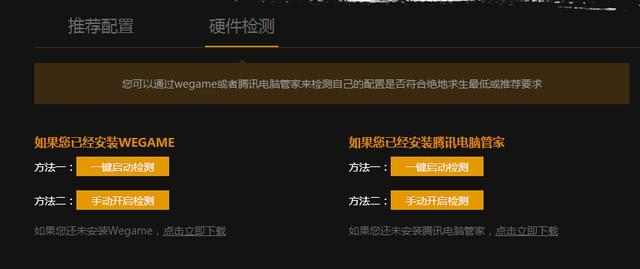 推荐配置 硬件检测
您可以通过wegame或者腾讯电脑管家来检测自己的配置是否符合绝地求生最低或推荐要求
如果您已经安装WEGAME
方法一：一键启动检测
方法二：手动开启检测
如果您还未安装Wegame，点击立即下载
如果您已经安装腾讯电脑管家
方法一：一键启动检测
方法二：手动开启检测
如果您还未安装腾讯电脑管家，点击立即下载